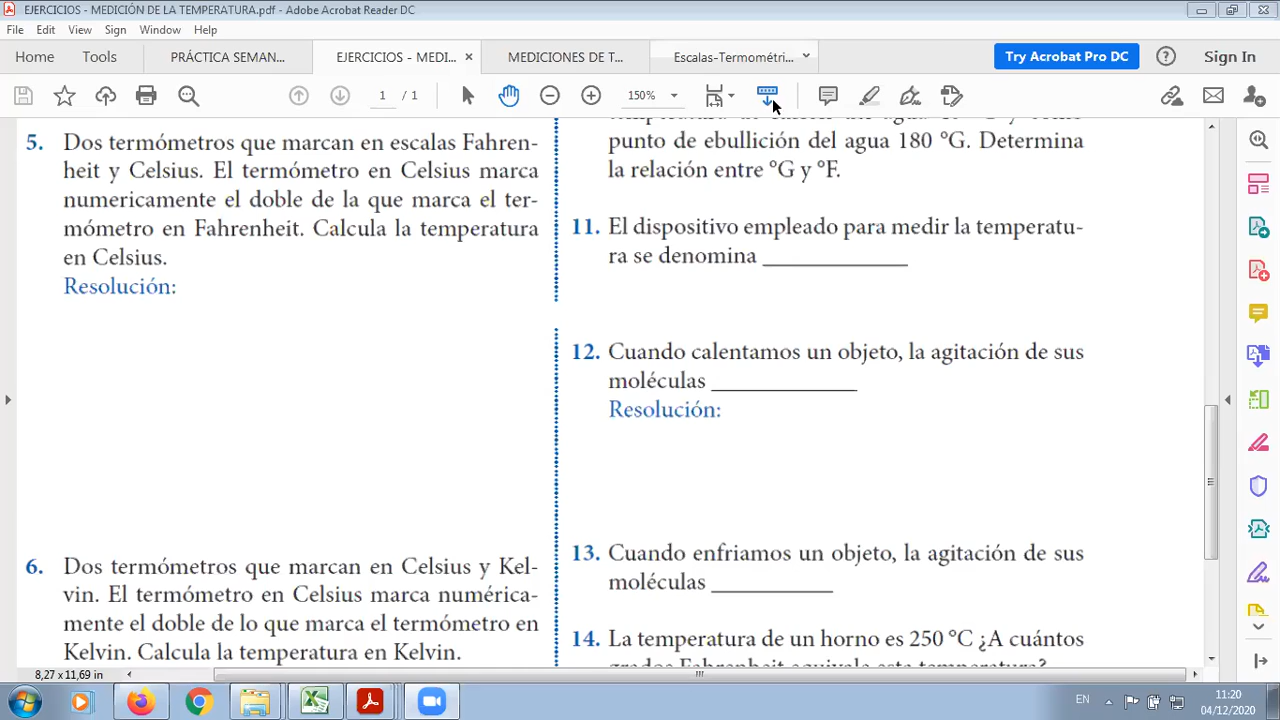 EJERCICIOS - MEDICIÓN DE LA TEMPERATURA.pdf - Adobe Acrobat Reader DC
File Edit View Sign Window Help
Home Tools PRÁCTICA SEMAN... EJERCICIOS - MEDI... × MEDICIONES DE T... Escalas-Termométri... Try Acrobat Pro DC Sign In
1 / 1 150%
5. Dos termómetros que marcan en escalas Fahren-
heit y Celsius. El termómetro en Celsius marca
numericamente el doble de la que marca el ter-
mómetro en Fahrenheit. Calcula la temperatura
en Celsius.
Resolución:
6. Dos termómetros que marcan en Celsius y Kel-
vin. El termómetro en Celsius marca numérica-
mente el doble de lo que marca el termómetro en
Kelvin. Calcula la temperatura en Kelvin.
punto de ebullición del agua 180 °G. Determina
la relación entre °G y °F.
11. El dispositivo empleado para medir la temperatu-
ra se denomina ______________
12. Cuando calentamos un objeto, la agitación de sus
moléculas ______________
Resolución:
13. Cuando enfriamos un objeto, la agitación de sus
moléculas ____________
14. La temperatura de un horno es 250 °C ¿A cuántos
grados Fahrenheit equivale esta temperatura?
8,27 x 11,69 in
EN 11:20
04/12/2020